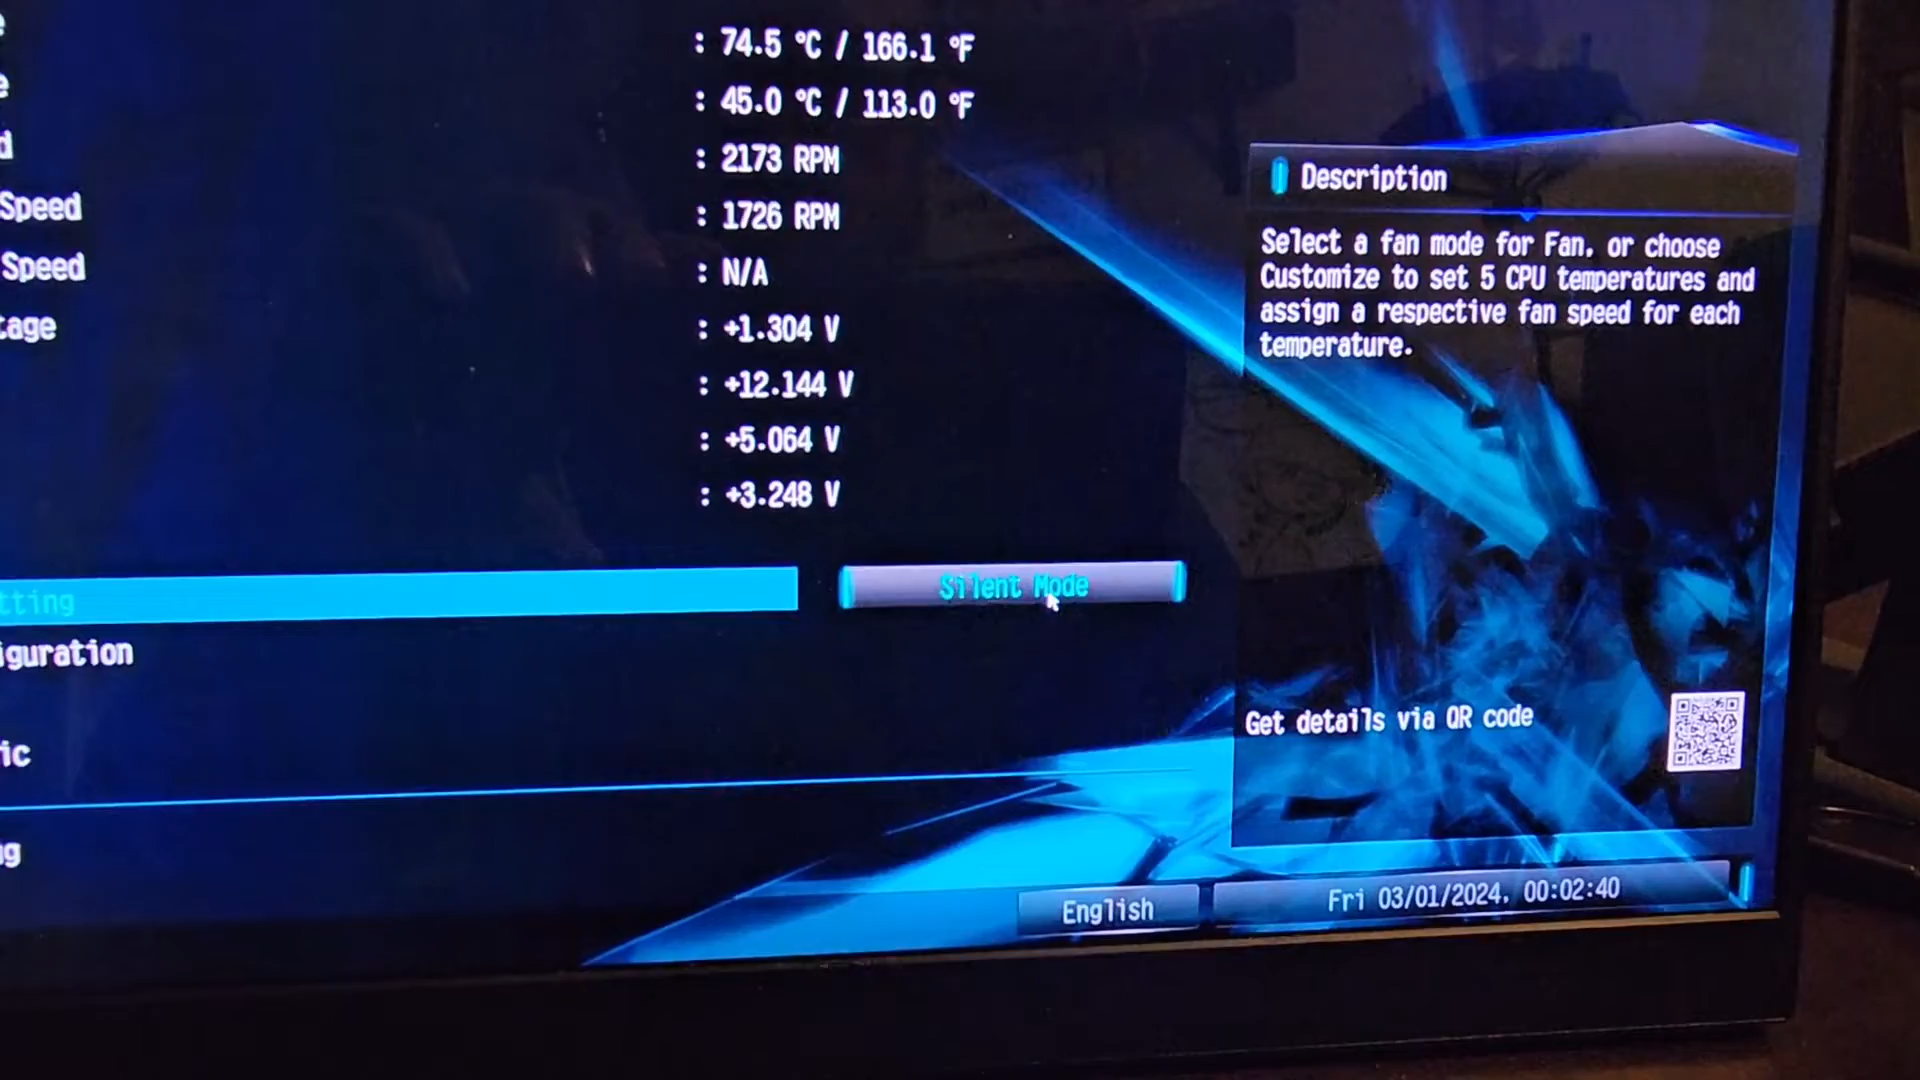 : 74.5 °C / 166.1 °F
: 45.0 °C / 113.0 °F
: 2173 RPM
Speed : 1726 RPM
Speed : N/A
tage : +1.304 V
: +12.144 V
: +5.064 V
: +3.248 V
tting Silent Mode
iguration
ic
Description
Select a fan mode for Fan, or choose
Customize to set 5 CPU temperatures and
assign a respective fan speed for each
temperature.
Get details via QR code
English Fri 03/01/2024, 00:02:40